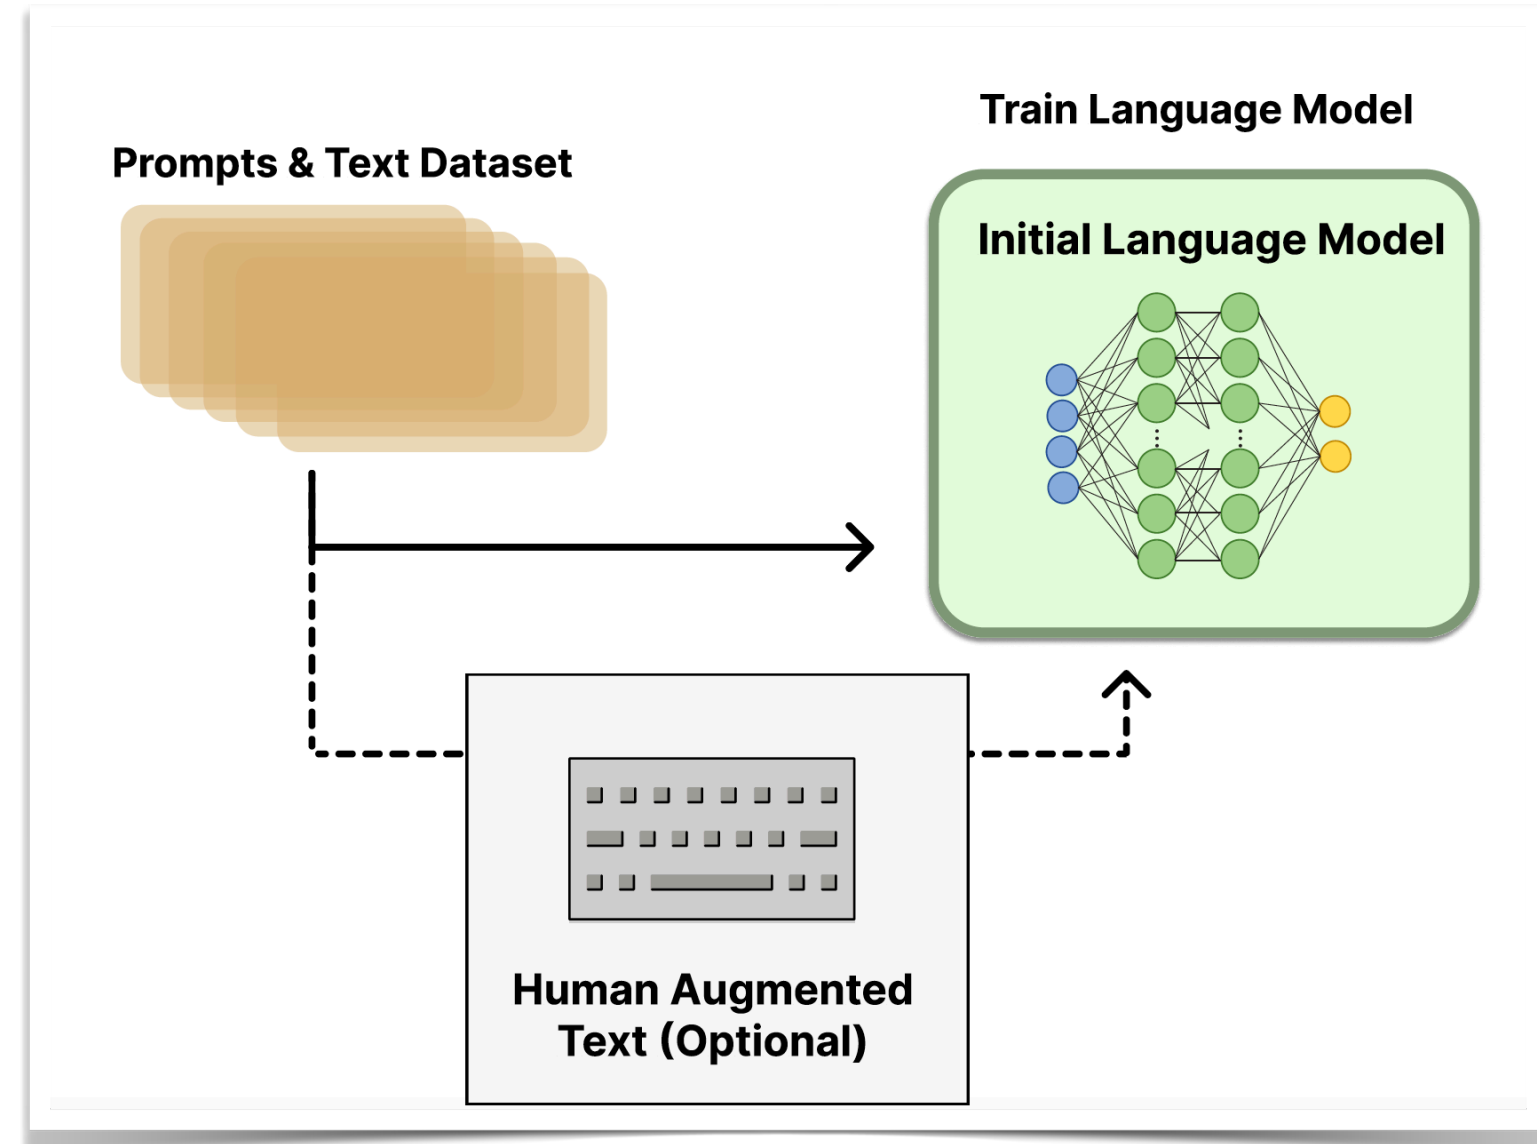 Train Language Model
Prompts & Text Dataset
Initial Language Model
Human Augmented
Text (Optional)